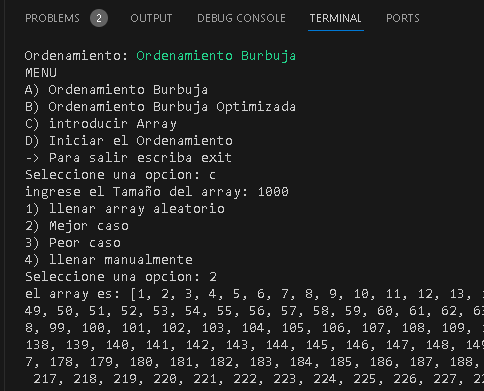 PROBLEMS 2 OUTPUT DEBUG CONSOLE TERMINAL PORTS
Ordenamiento: Ordenamiento Burbuja
MENU
A) Ordenamiento Burbuja
B) Ordenamiento Burbuja Optimizada
C) introducir Array
D) Iniciar el Ordenamiento
-> Para salir escriba exit
Seleccione una opcion: c
ingrese el Tamaño del array: 1000
1) llenar array aleatorio
2) Mejor caso
3) Peor caso
4) llenar manualmente
Seleccione una opcion: 2
el array es: [1, 2, 3, 4, 5, 6, 7, 8, 9, 10, 11, 12, 13,
49, 50, 51, 52, 53, 54, 55, 56, 57, 58, 59, 60, 61, 62,
8, 99, 100, 101, 102, 103, 104, 105, 106, 107, 108, 109,
138, 139, 140, 141, 142, 143, 144, 145, 146, 147, 148,
7, 178, 179, 180, 181, 182, 183, 184, 185, 186, 187, 188,
217, 218, 219, 220, 221, 222, 223, 224, 225, 226, 227,